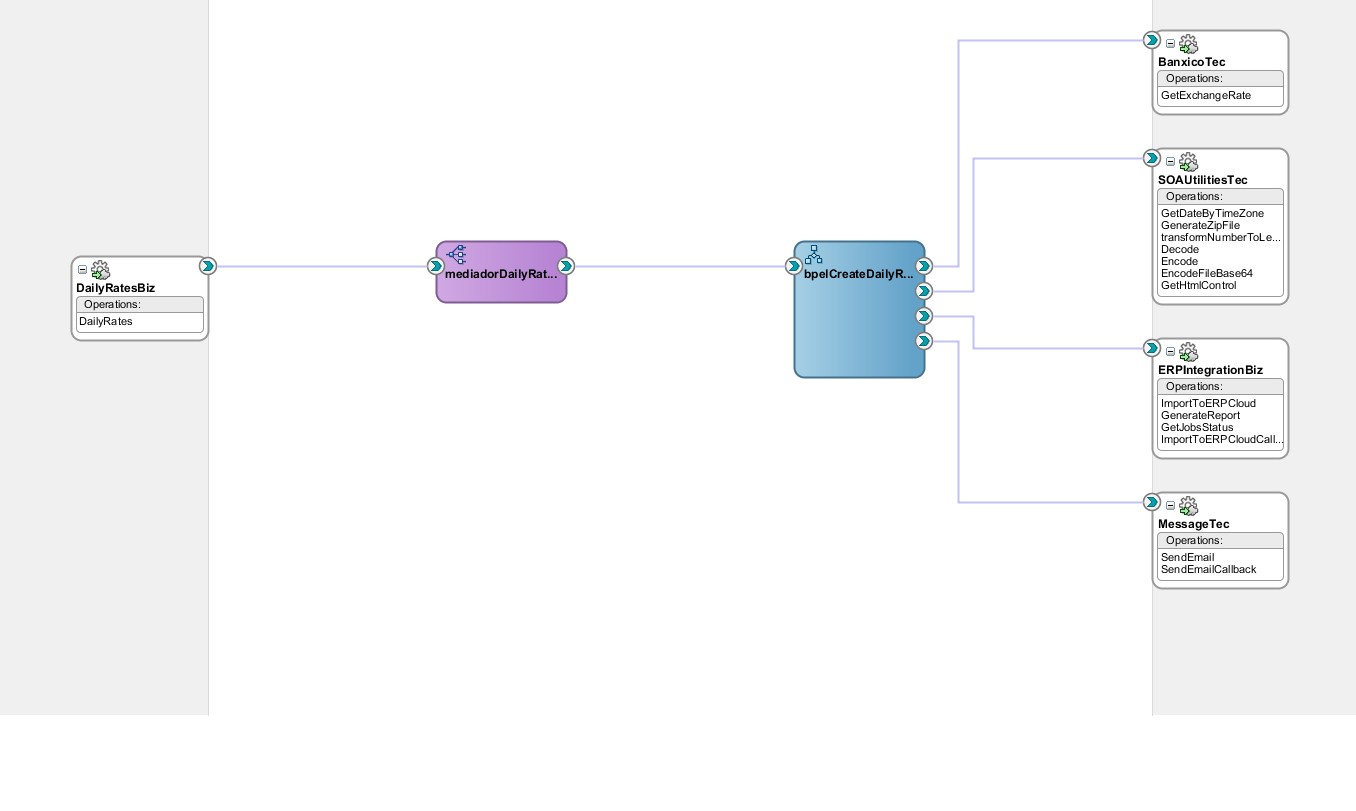 DailyRatesBiz
Operations:
DailyRates
mediadorDailyRat...
bpelCreateDailyR...
BanxicoTec
Operations:
GetExchangeRate
SOAUtilitiesTec
Operations:
GetDateByTimeZone
GenerateZipFile
transformNumberToLe...
Decode
Encode
EncodeFileBase64
GetHtmlControl
ERPIntegrationBiz
Operations:
ImportToERPCloud
GenerateReport
GetJobsStatus
ImportToERPCloudCall...
MessageTec
Operations:
SendEmail
SendEmailCallback